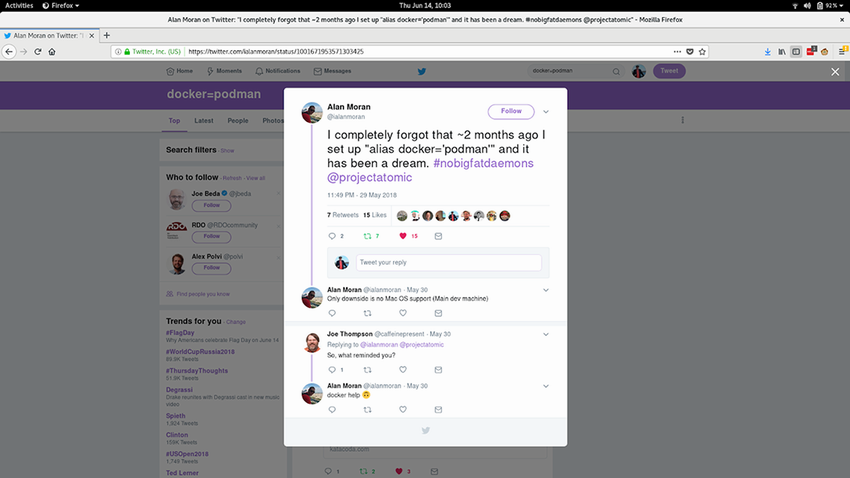 Activities Firefox Thu Jun 14, 10:03 92%
Alan Moran on Twitter: "I completely forgot that ~2 months ago I set up "alias docker='podman'" and it has been a dream. #nobigfatdaemons @projectatomic" - Mozilla Firefox
Alan Moran on Twitter: "I
Twitter, Inc. (US) https://twitter.com/ialanmoran/status/1001671953571303425
Home Moments Notifications Messages docker=podman Tweet
docker=podman
Top Latest People Photos
Search filters · Show
Who to follow · Refresh · View all
Joe Beda @jbeda
Follow
RDO @RDOcommunity
Follow
Alex Polvi @polvi
Follow
Find people you know
Trends for you · Change
#FlagDay
Why Americans celebrate Flag Day on June 14
#WorldCupRussia2018
89.9K Tweets
#ThursdayThoughts
51.9K Tweets
Degrassi
Drake reunites with Degrassi cast in new music video
Spieth
1,924 Tweets
Clinton
159K Tweets
#USOpen2018
1,749 Tweets
Ted Lerner
Alan Moran
@ialanmoran
Follow
I completely forgot that ~2 months ago I
set up "alias docker='podman'" and it
has been a dream. #nobigfatdaemons
@projectatomic
11:49 PM - 29 May 2018
7 Retweets 15 Likes
2 7 15
Tweet your reply
Alan Moran @ialanmoran · May 30
Only downside is no Mac OS support (Main dev machine)
Joe Thompson @caffeinepresent · May 30
Replying to @ialanmoran @projectatomic
So, what reminded you?
1
Alan Moran @ialanmoran · May 30
docker help
katacoda.com
1 2 3